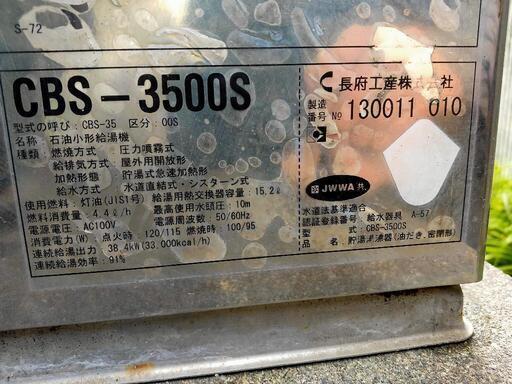 S-72
CBS-3500S
型式の呼び:CBS-35 区分:00S
名称:石油小形給湯機
種類:燃焼方式 圧力噴霧式
給排気方式 屋外用開放形
加熱形態 貯湯式急速加熱形
給水方式 水道直結式・シスターン式
使用燃料:灯油(JIS1号) 給湯用熱交換器容量:15.2ℓ
燃料消費量:4.4ℓ/h 最高使用水頭圧:10m
電源電圧:AC100V 電源周波数:50/60Hz
消費電力(W):点火時 120/115 燃焼時:100/95
連続給湯出力 38.4kW(33,000kcal/h)
連続給湯効率:91%
長府工産株式会社
製造
番号 № 130011 010
JWWA 共
水道法基準適合
認証登録番号:給水器具 A-57
型 式:CBS-3500S
品 名:貯湯湯沸器(油だき、密閉形)